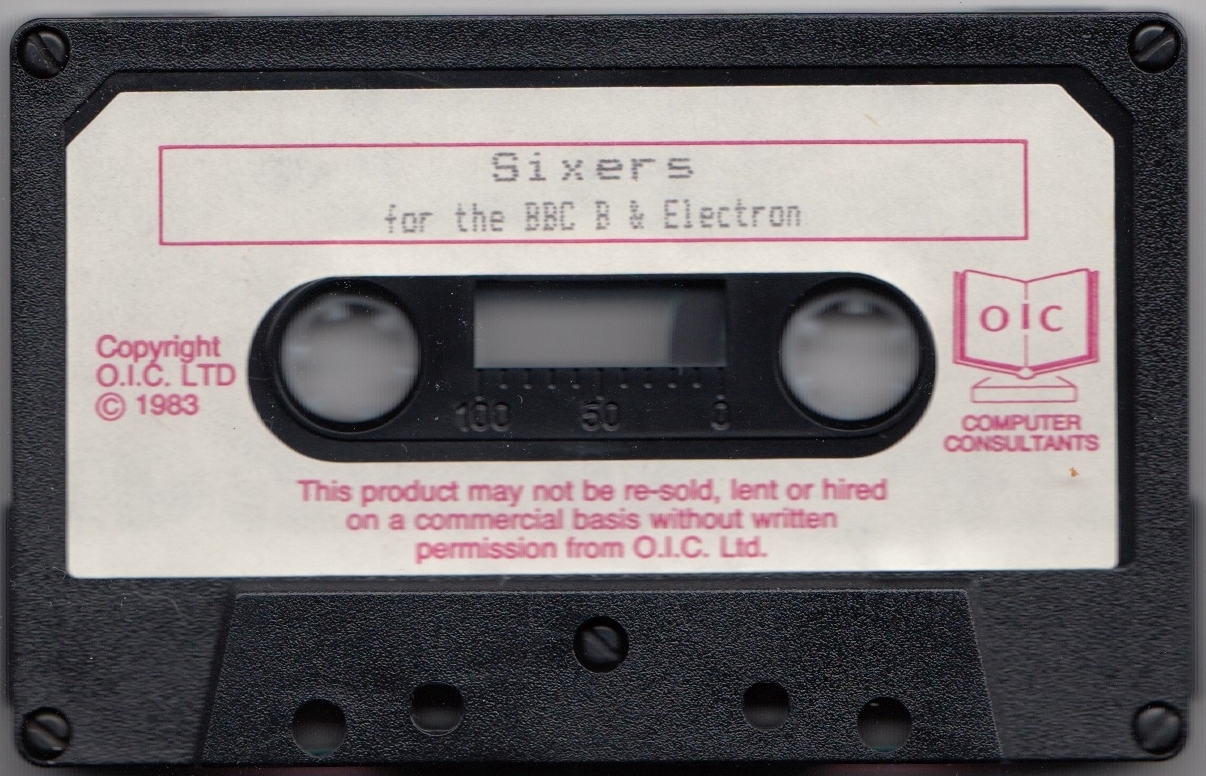 Sixers
for the BBC B & Electron
Copyright
O.I.C. LTD
© 1983
OIC
COMPUTER
CONSULTANTS
100 50 0
This product may not be re-sold, lent or hired
on a commercial basis without written
permission from O.I.C. Ltd.